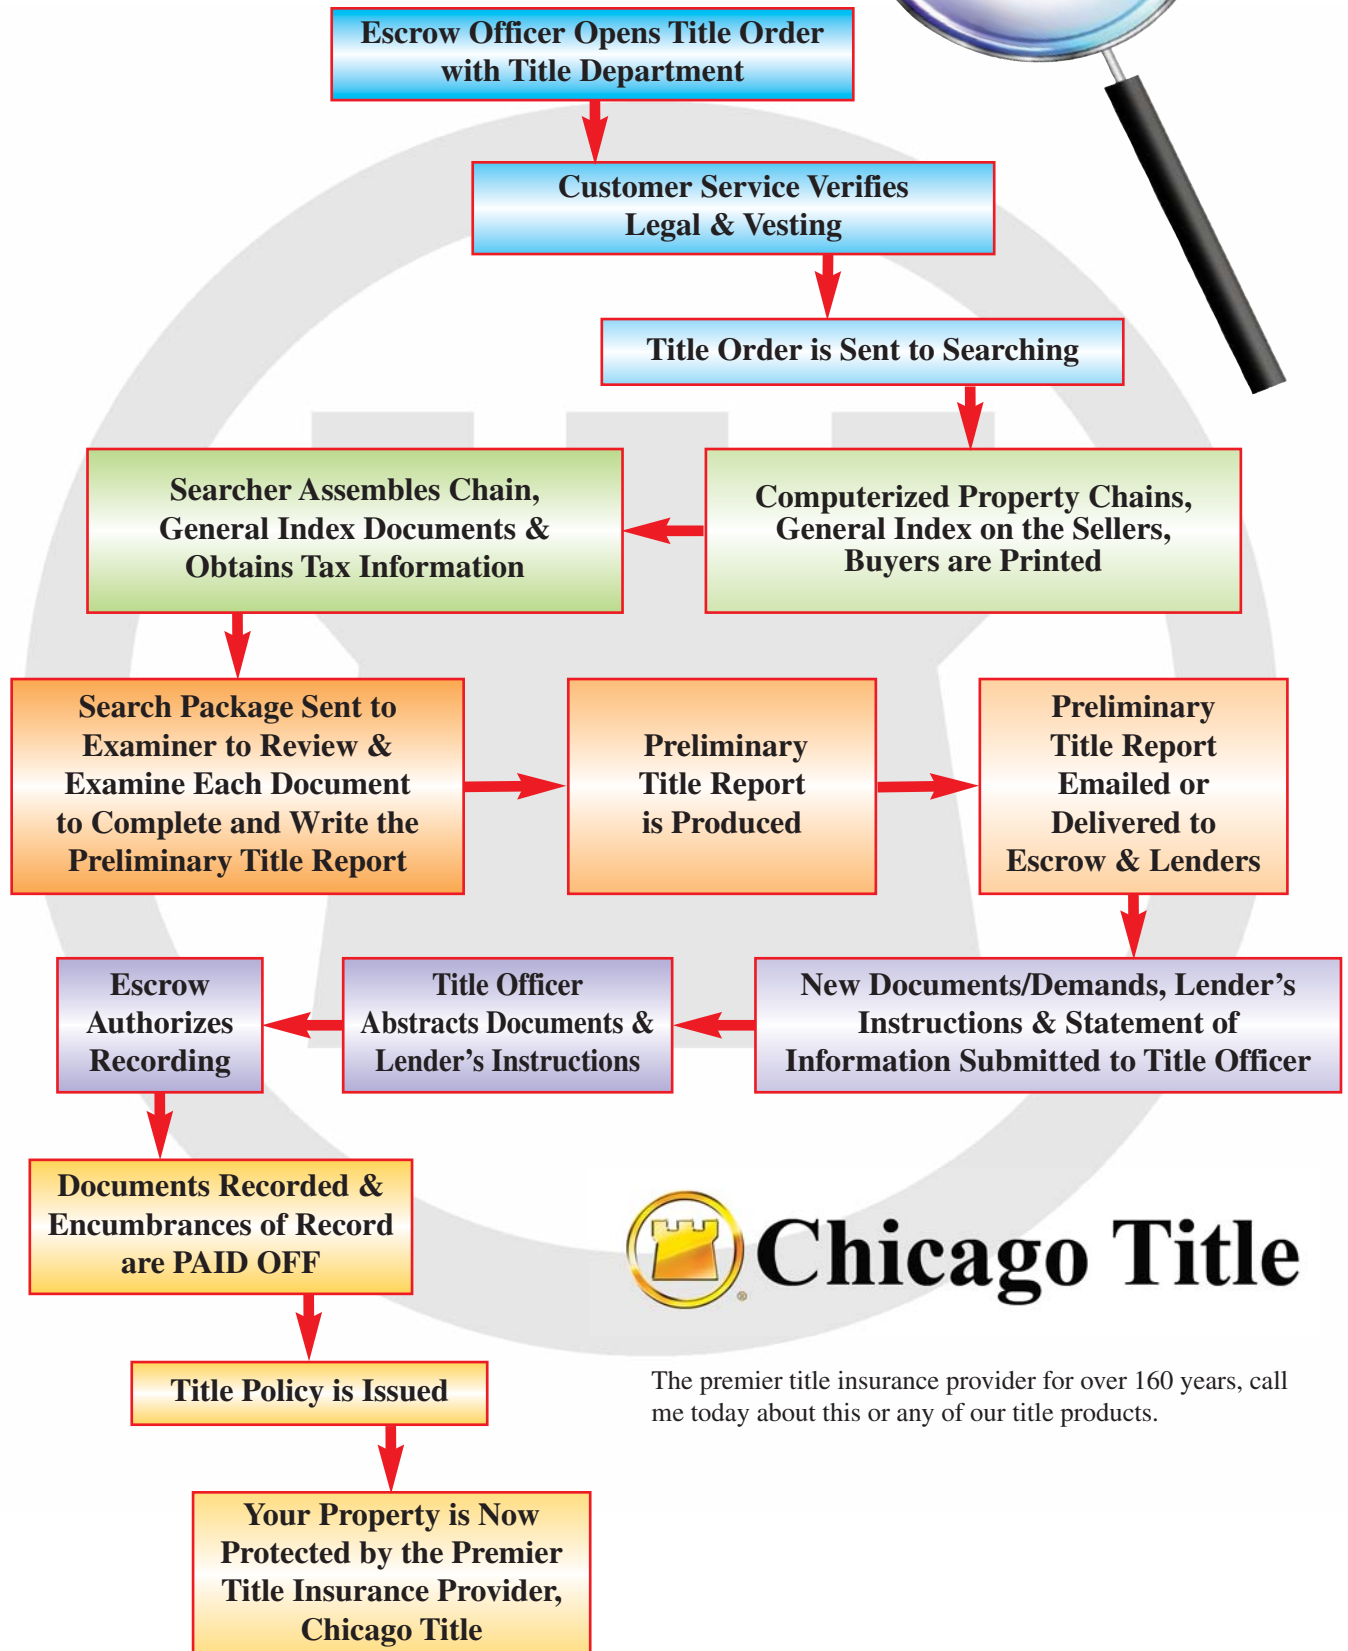 Escrow Officer Opens Title Order
with Title Department
Customer Service Verifies
Legal & Vesting
Title Order is Sent to Searching
Computerized Property Chains,
General Index on the Sellers,
Buyers are Printed
Searcher Assembles Chain,
General Index Documents &
Obtains Tax Information
Search Package Sent to
Examiner to Review &
Examine Each Document
to Complete and Write the
Preliminary Title Report
Preliminary
Title Report
is Produced
Preliminary
Title Report
Emailed or
Delivered to
Escrow & Lenders
New Documents/Demands, Lender’s
Instructions & Statement of
Information Submitted to Title Officer
Title Officer
Abstracts Documents &
Lender’s Instructions
Escrow
Authorizes
Recording
Documents Recorded &
Encumbrances of Record
are PAID OFF
Title Policy is Issued
Your Property is Now
Protected by the Premier
Title Insurance Provider,
Chicago Title
® Chicago Title
The premier title insurance provider for over 160 years, call
me today about this or any of our title products.